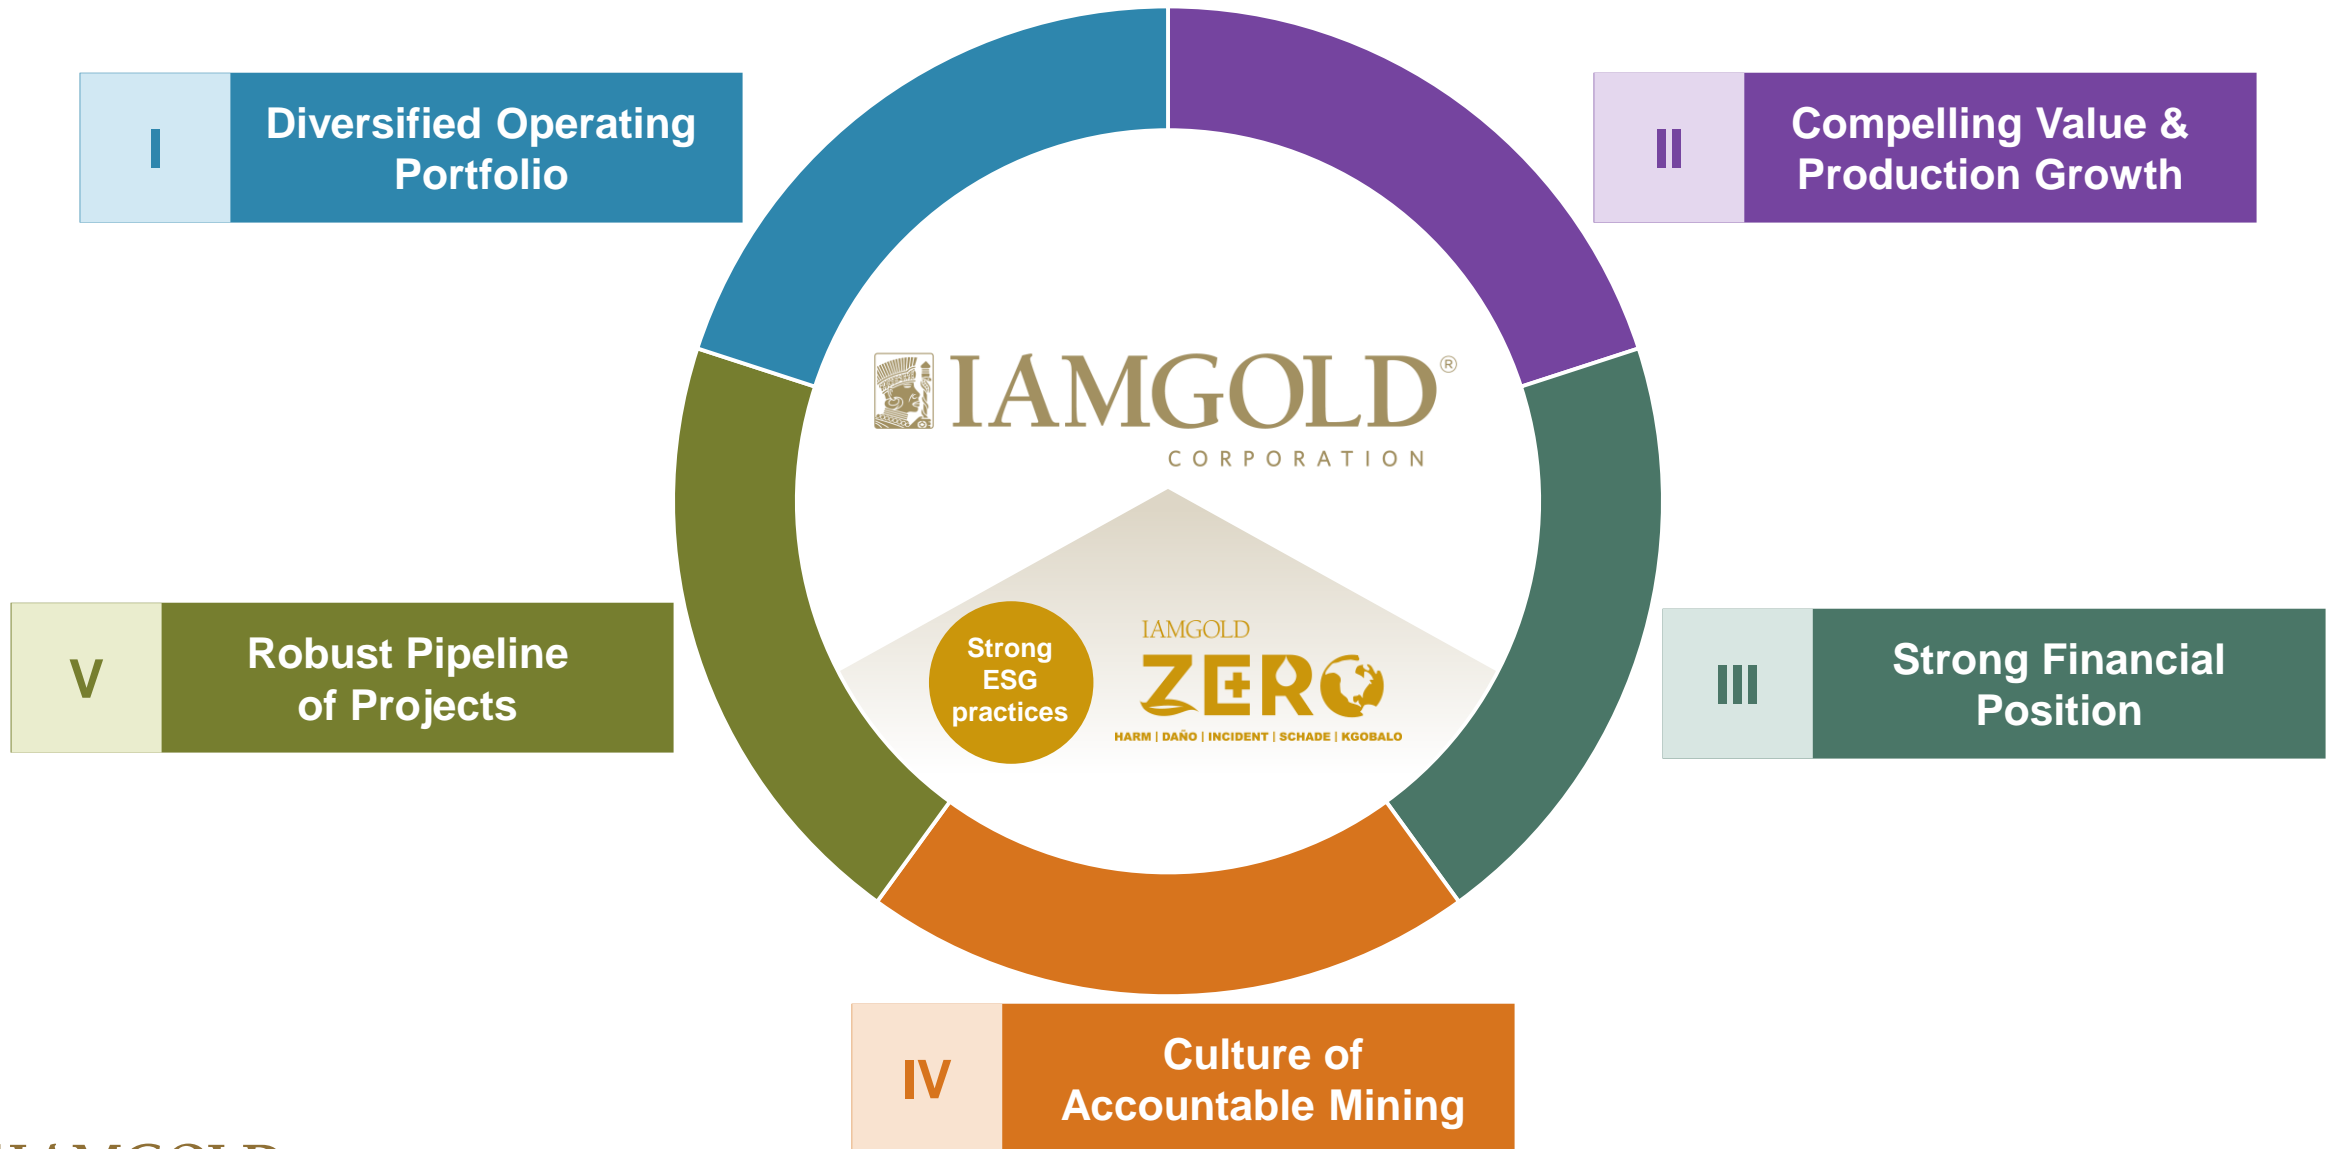 I
Diversified Operating
Portfolio
II
Compelling Value &
Production Growth
IAMGOLD®
CORPORATION
Strong
ESG
practices
IAMGOLD
ZERO
HARM | DAÑO | INCIDENT | SCHADE | KGOBALO
V
Robust Pipeline
of Projects
III
Strong Financial
Position
IV
Culture of
Accountable Mining
IAMGOLD